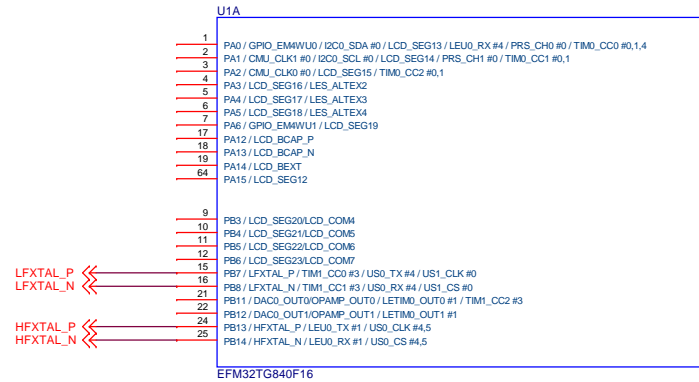 U1A
1 PA0 / GPIO_EM4WU0 / I2C0_SDA #0 / LCD_SEG13 / LEU0_RX #4 / PRS_CH0 #0 / TIM0_CC0 #0,1,4
2 PA1 / CMU_CLK1 #0 / I2C0_SCL #0 / LCD_SEG14 / PRS_CH1 #0 / TIM0_CC1 #0,1
3 PA2 / CMU_CLK0 #0 / LCD_SEG15 / TIM0_CC2 #0,1
4 PA3 / LCD_SEG16 / LES_ALTEX2
5 PA4 / LCD_SEG17 / LES_ALTEX3
6 PA5 / LCD_SEG18 / LES_ALTEX4
7 PA6 / GPIO_EM4WU1 / LCD_SEG19
17 PA12 / LCD_BCAP_P
18 PA13 / LCD_BCAP_N
19 PA14 / LCD_BEXT
64 PA15 / LCD_SEG12
9 PB3 / LCD_SEG20/LCD_COM4
10 PB4 / LCD_SEG21/LCD_COM5
11 PB5 / LCD_SEG22/LCD_COM6
12 PB6 / LCD_SEG23/LCD_COM7
LFXTAL_P 15 PB7 / LFXTAL_P / TIM1_CC0 #3 / US0_TX #4 / US1_CLK #0
LFXTAL_N 16 PB8 / LFXTAL_N / TIM1_CC1 #3 / US0_RX #4 / US1_CS #0
21 PB11 / DAC0_OUT0/OPAMP_OUT0 / LETIM0_OUT0 #1 / TIM1_CC2 #3
22 PB12 / DAC0_OUT1/OPAMP_OUT1 / LETIM0_OUT1 #1
HFXTAL_P 24 PB13 / HFXTAL_P / LEU0_TX #1 / US0_CLK #4,5
HFXTAL_N 25 PB14 / HFXTAL_N / LEU0_RX #1 / US0_CS #4,5
EFM32TG840F16